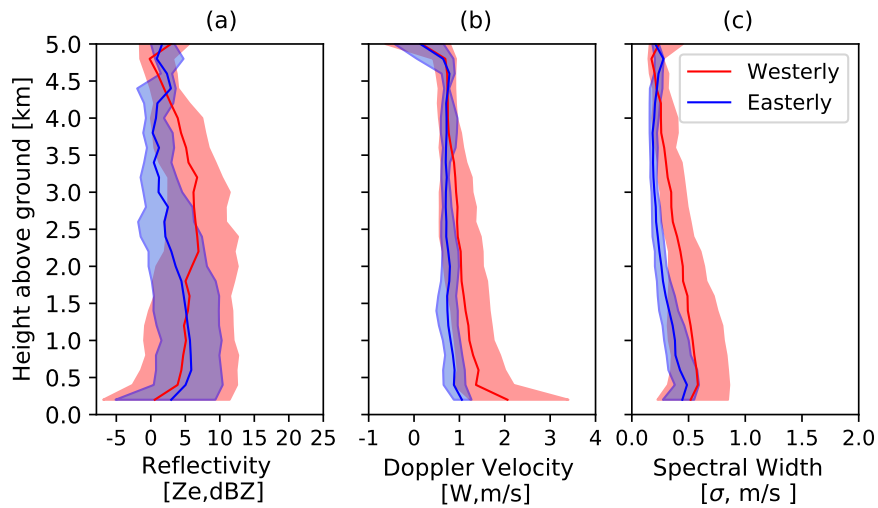 (a)
(b)
(c)
Height above ground [km]
5.0
4.5
4.0
3.5
3.0
2.5
2.0
1.5
1.0
0.5
0.0
-5 0 5 10 15 20 25
Reflectivity
[Ze,dBZ]
-1 0 1 2 3 4
Doppler Velocity
[W,m/s]
Westerly
Easterly
0.0 0.5 1.0 1.5 2.0
Spectral Width
[σ, m/s ]